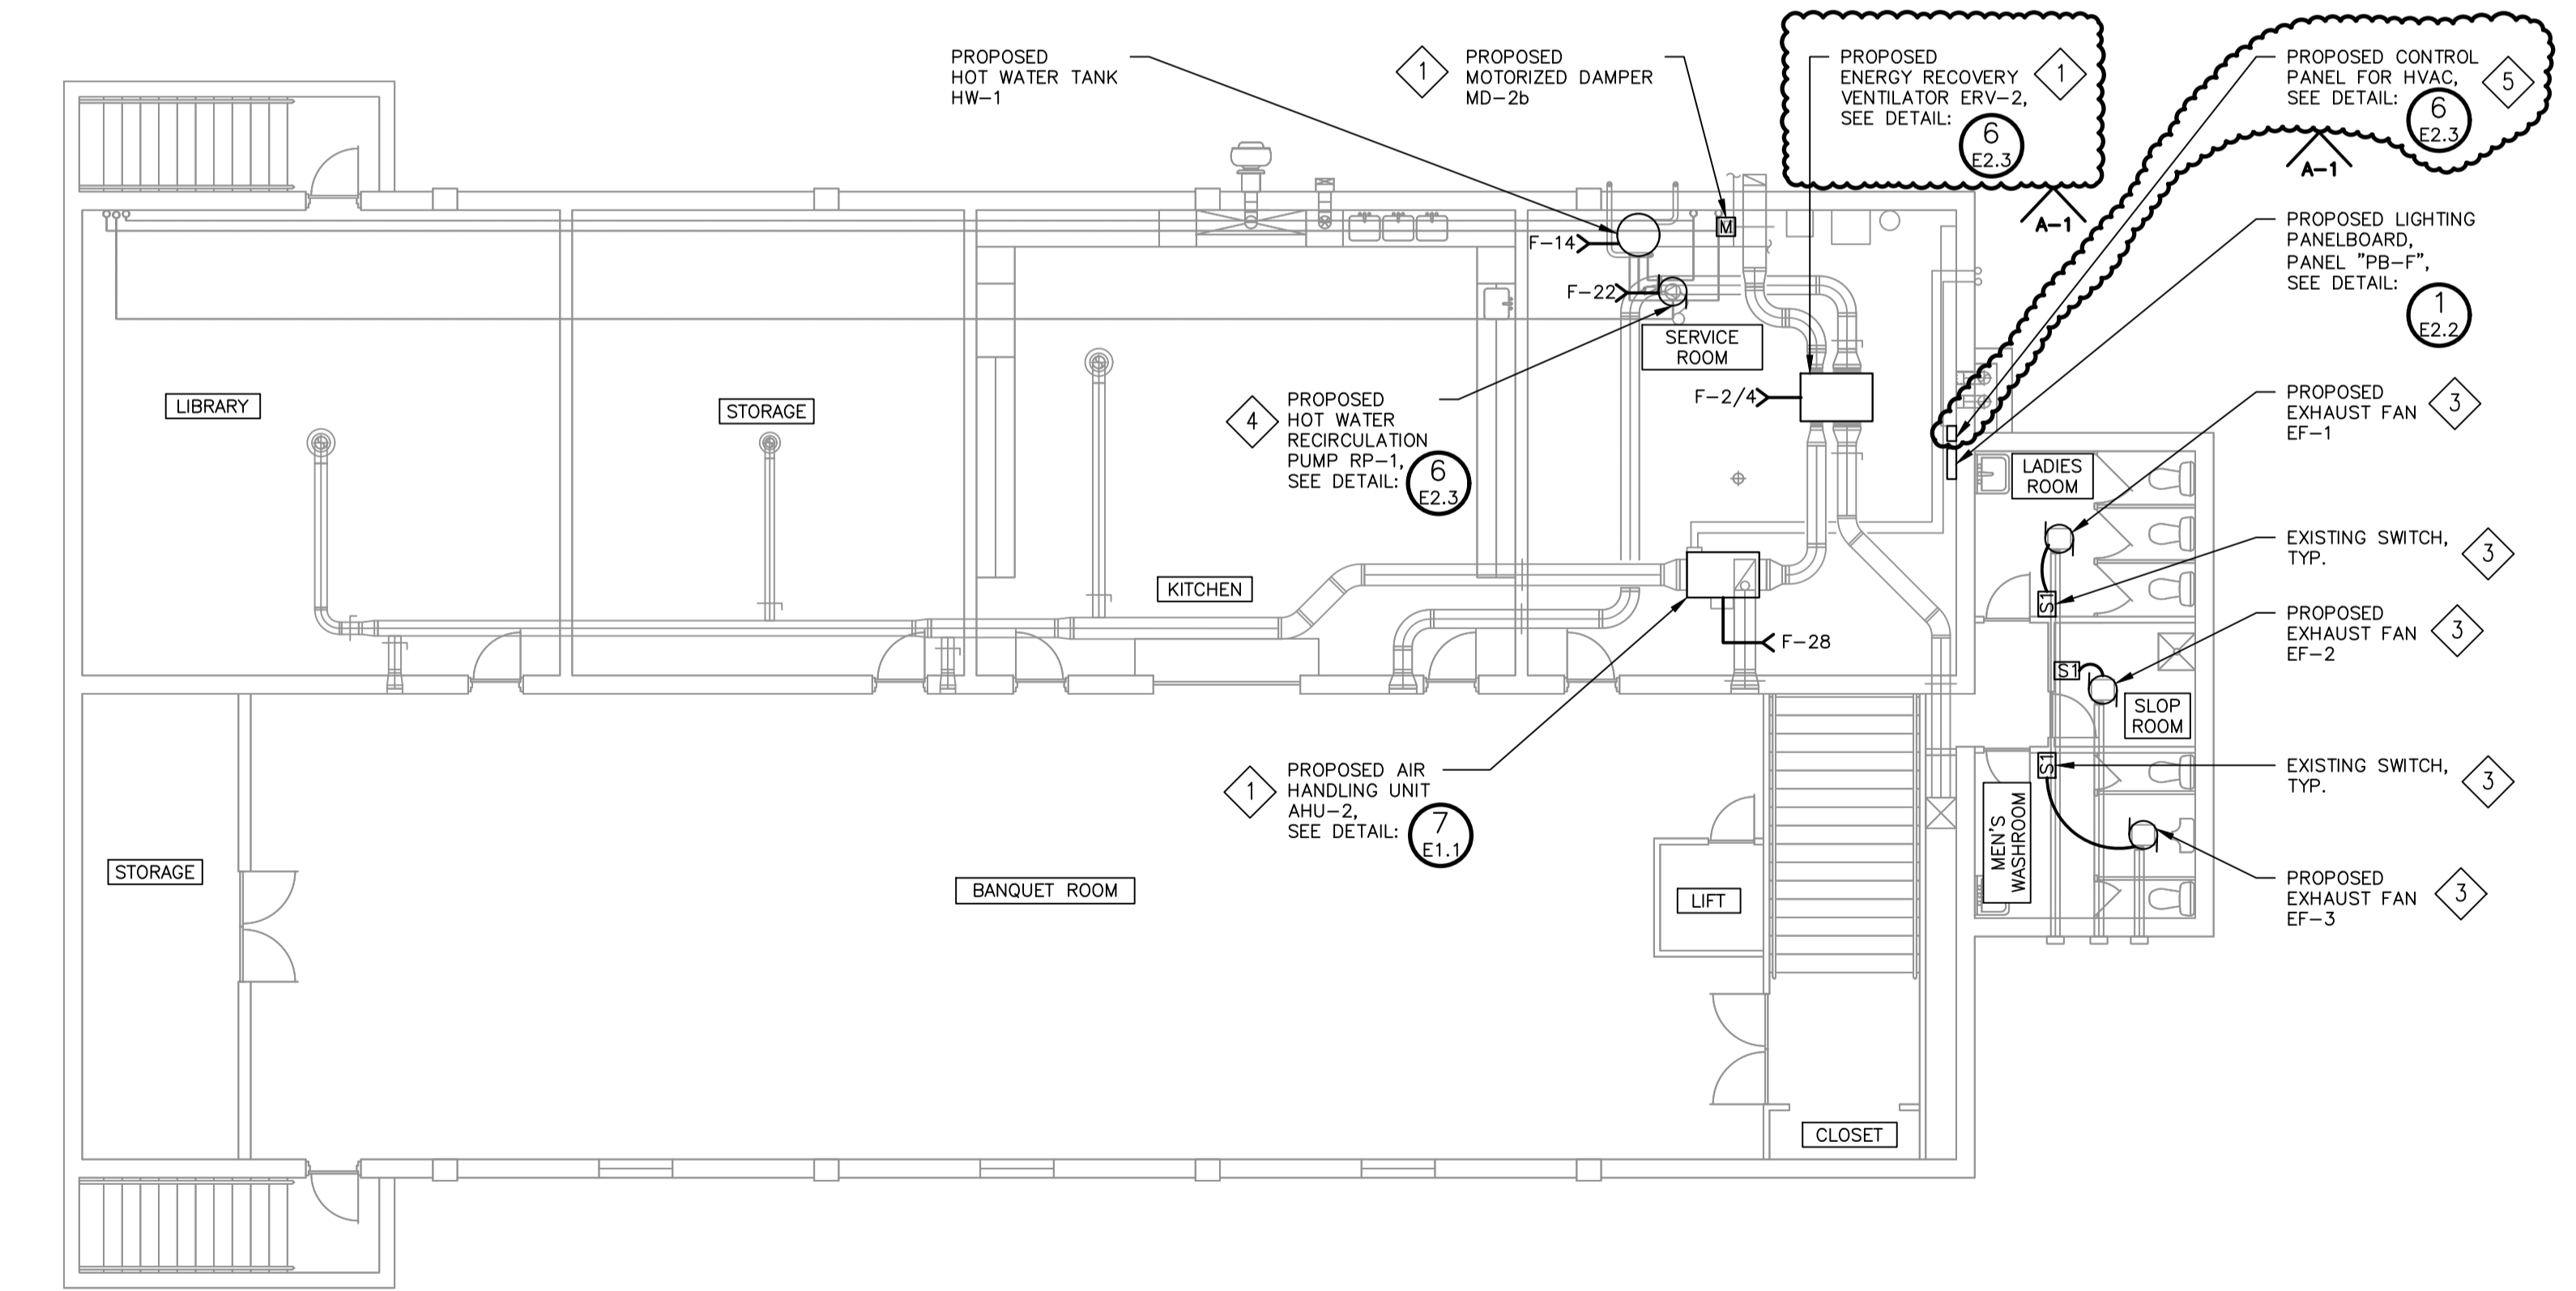 PROPOSED
HOT WATER TANK
HW-1
1
PROPOSED
MOTORIZED DAMPER
MD-2b
PROPOSED
ENERGY RECOVERY
VENTILATOR ERV-2,
SEE DETAIL:
1
6
E2.3
A-1
PROPOSED CONTROL
PANEL FOR HVAC,
SEE DETAIL:
5
6
E2.3
A-1
PROPOSED LIGHTING
PANELBOARD,
PANEL "PB-F",
SEE DETAIL:
1
E2.2
M
F-14
F-22
SERVICE
ROOM
F-2/4
LIBRARY
STORAGE
4
PROPOSED
HOT WATER
RECIRCULATION
PUMP RP-1,
SEE DETAIL:
6
E2.3
PROPOSED
EXHAUST FAN
EF-1
3
LADIES
ROOM
EXISTING SWITCH,
TYP.
3
S1
KITCHEN
F-28
PROPOSED
EXHAUST FAN
EF-2
3
S1
SLOP
ROOM
1
PROPOSED AIR
HANDLING UNIT
AHU-2,
SEE DETAIL:
7
E1.1
S1
EXISTING SWITCH,
TYP.
3
MEN'S
WASHROOM
STORAGE
BANQUET ROOM
LIFT
PROPOSED
EXHAUST FAN
EF-3
3
CLOSET